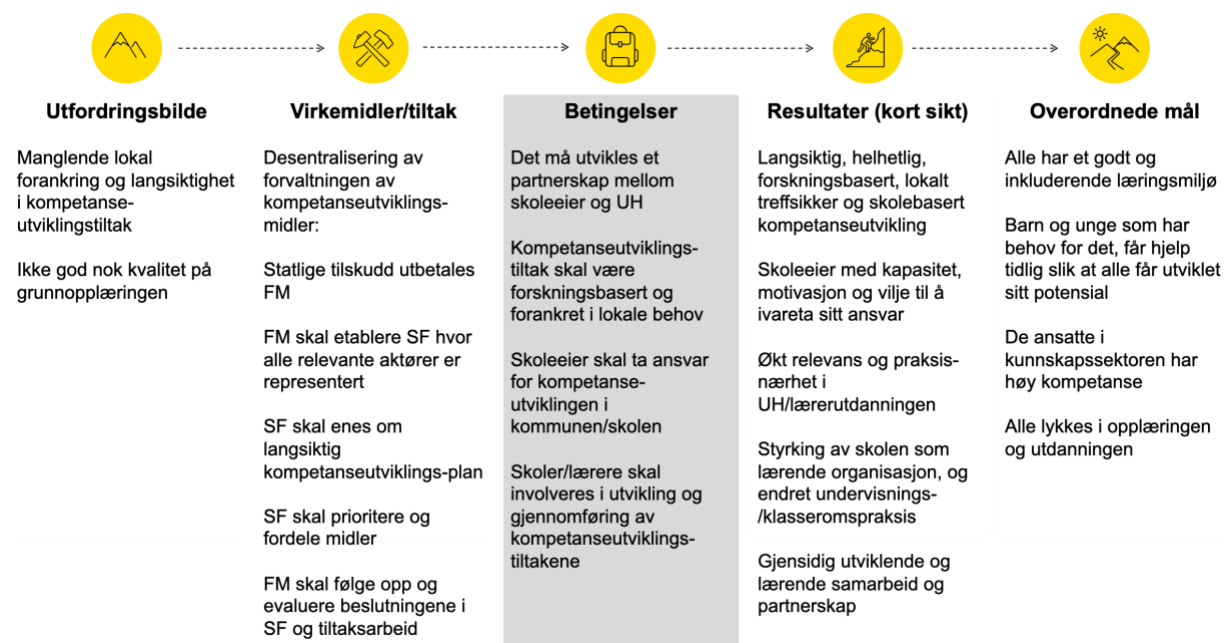 Utfordringsbilde
Manglende lokal
forankring og langsiktighet
i kompetanse-
utviklingstiltak
Ikke god nok kvalitet på
grunnopplæringen
Virkemidler/tiltak
Desentralisering av
forvaltningen av
kompetanseutviklings-
midler:
Statlige tilskudd utbetales
FM
FM skal etablere SF hvor
alle relevante aktører er
representert
SF skal enes om
langsiktig
kompetanseutviklings-plan
SF skal prioritere og
fordele midler
FM skal følge opp og
evaluere beslutningene i
SF og tiltaksarbeid
Betingelser
Det må utvikles et
partnerskap mellom
skoleeier og UH
Kompetanseutviklings-
tiltak skal være
forskningsbasert og
forankret i lokale behov
Skoleeier skal ta ansvar
for kompetanse-
utviklingen i
kommunen/skolen
Skoler/lærere skal
involveres i utvikling og
gjennomføring av
kompetanseutviklings-
tiltakene
Resultater (kort sikt)
Langsiktig, helhetlig,
forskningsbasert, lokalt
treffsikker og skolebasert
kompetanseutvikling
Skoleeier med kapasitet,
motivasjon og vilje til å
ivareta sitt ansvar
Økt relevans og praksis-
nærhet i
UH/lærerutdanningen
Styrking av skolen som
lærende organisasjon, og
endret undervisnings-
/klasseromspraksis
Gjensidig utviklende og
lærende samarbeid og
partnerskap
Overordnede mål
Alle har et godt og
inkluderende læringsmiljø
Barn og unge som har
behov for det, får hjelp
tidlig slik at alle får utviklet
sitt potensial
De ansatte i
kunnskapssektoren har
høy kompetanse
Alle lykkes i opplæringen
og utdanningen